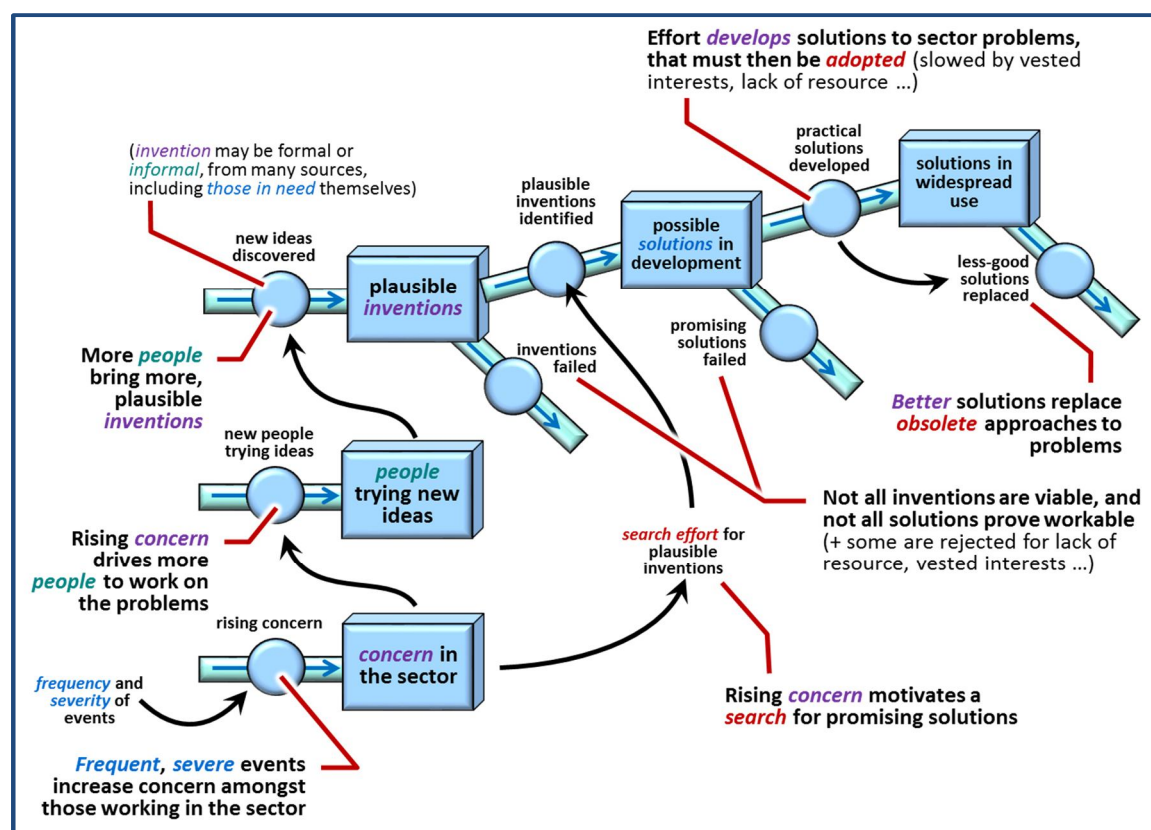 Effort develops solutions to sector problems,
that must then be adopted (slowed by vested
interests, lack of resource ...)
(invention may be formal or
informal, from many sources,
including those in need themselves)
practical
solutions
developed
solutions in
widespread
use
plausible
inventions
identified
possible
solutions in
development
new ideas
discovered
plausible
inventions
less-good
solutions
replaced
promising
solutions
failed
inventions
failed
More people
bring more,
plausible
inventions
Better solutions replace
obsolete approaches to
problems
new people
trying ideas
people
trying new
ideas
Not all inventions are viable, and
not all solutions prove workable
(+ some are rejected for lack of
resource, vested interests ...)
Rising concern
drives more
people to work on
the problems
search effort for
plausible
inventions
rising concern
concern in
the sector
frequency and
severity of
events
Rising concern motivates a
search for promising solutions
Frequent, severe events
increase concern amongst
those working in the sector